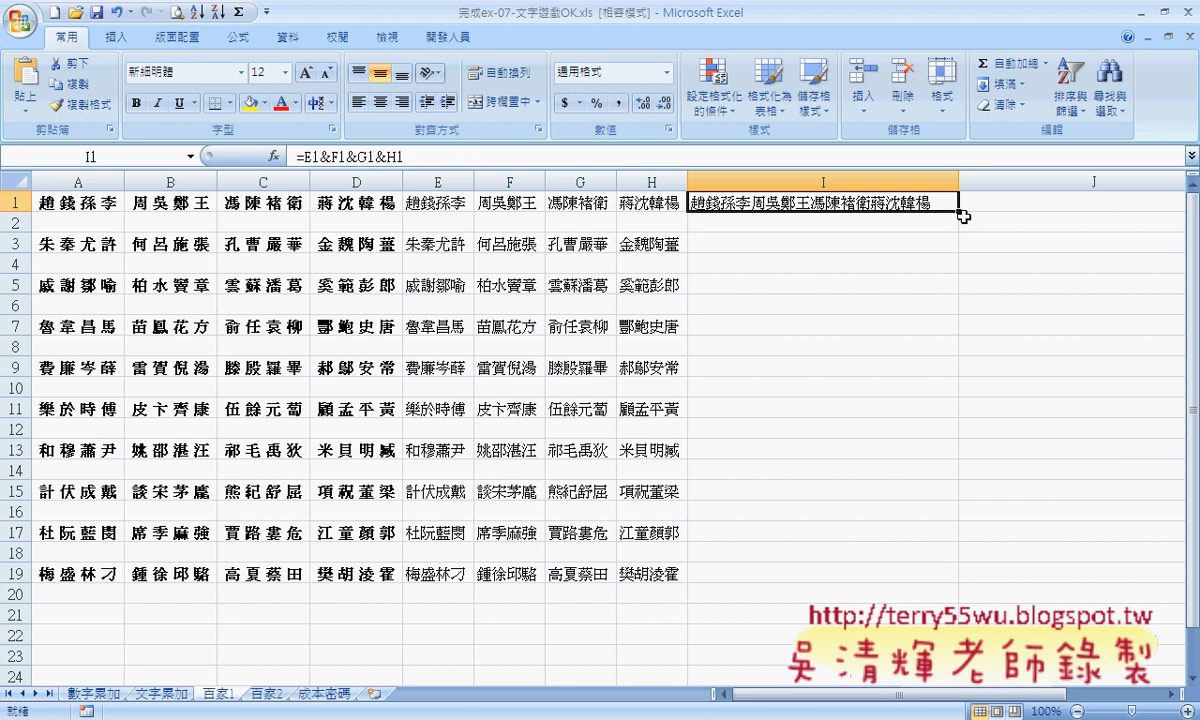 完成ex-07-文字遊戲OK.xls [相容模式] - Microsoft Excel
常用 插入 版面配置 公式 資料 校閱 檢視 開發人員
剪下 新細明體 12 自動換列 通用格式 自動加總
貼上 複製 設定格式化的條件 格式化為表格 儲存格樣式 插入 刪除 格式 填滿 排序與篩選 尋找與選取
複製格式 B I U 跨欄置中 $ % , 清除
剪貼簿 字型 對齊方式 數值 樣式 儲存格 編輯
I1 fx =E1&F1&G1&H1
A B C D E F G H I J
1 趙錢孫李 周吳鄭王 馮陳褚衛 蔣沈韓楊 趙錢孫李 周吳鄭王 馮陳褚衛 蔣沈韓楊 趙錢孫李周吳鄭王馮陳褚衛蔣沈韓楊
2
3 朱秦尤許 何呂施張 孔曹嚴華 金魏陶薑 朱秦尤許 何呂施張 孔曹嚴華 金魏陶薑
4
5 戚謝鄒喻 柏水竇章 雲蘇潘葛 奚範彭郎 戚謝鄒喻 柏水竇章 雲蘇潘葛 奚範彭郎
6
7 魯韋昌馬 苗鳳花方 俞任袁柳 酆鮑史唐 魯韋昌馬 苗鳳花方 俞任袁柳 酆鮑史唐
8
9 費廉岑薛 雷賀倪湯 滕殷羅畢 郝鄔安常 費廉岑薛 雷賀倪湯 滕殷羅畢 郝鄔安常
10
11 樂於時傅 皮卞齊康 伍餘元蔔 顧孟平黃 樂於時傅 皮卞齊康 伍餘元蔔 顧孟平黃
12
13 和穆蕭尹 姚邵湛汪 祁毛禹狄 米貝明臧 和穆蕭尹 姚邵湛汪 祁毛禹狄 米貝明臧
14
15 計伏成戴 談宋茅龐 熊紀舒屈 項祝董梁 計伏成戴 談宋茅龐 熊紀舒屈 項祝董梁
16
17 杜阮藍閔 席季麻強 賈路婁危 江童顏郭 杜阮藍閔 席季麻強 賈路婁危 江童顏郭
18
19 梅盛林刁 鍾徐邱駱 高夏蔡田 樊胡淩霍 梅盛林刁 鍾徐邱駱 高夏蔡田 樊胡淩霍
20
21
22
23
24
http://terry55wu.blogspot.tw
吳清輝老師錄製
數字累加 文字累加 百家1 百家2 成本密碼
就緒 100%